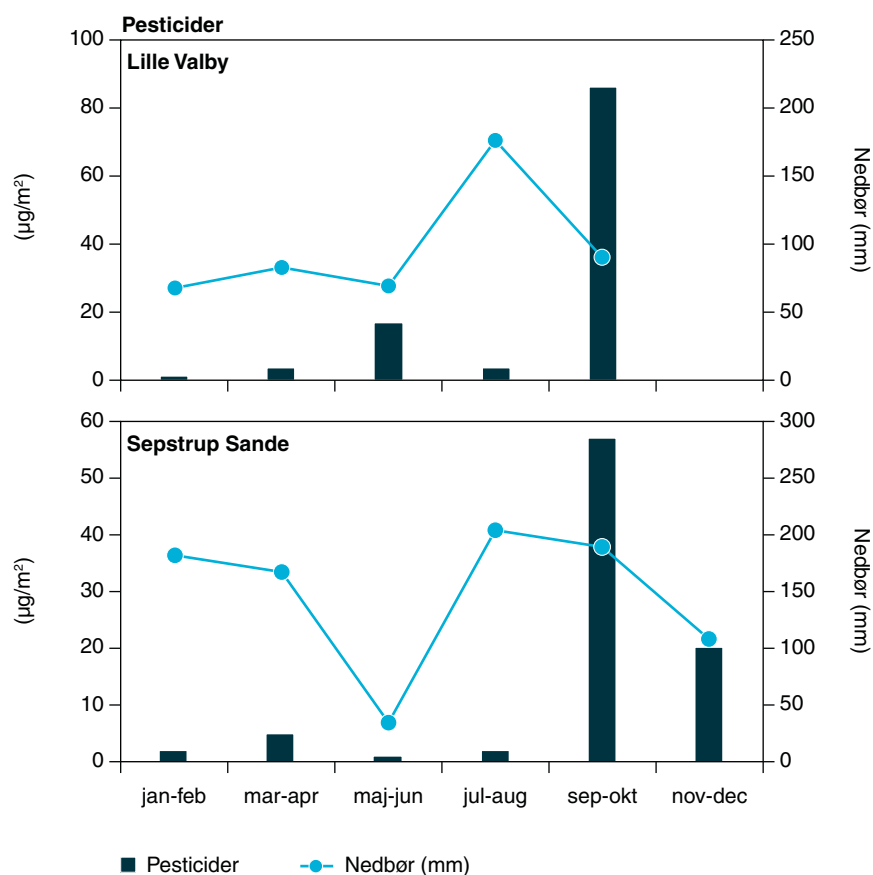 Pesticider
Lille Valby
100
80
60
40
20
0
(µg/m²)
250
200
150
100
50
0
Nedbør (mm)
Sepstrup Sande
60
50
40
30
20
10
0
(µg/m²)
300
250
200
150
100
50
0
Nedbør (mm)
jan-feb mar-apr maj-jun jul-aug sep-okt nov-dec
Pesticider Nedbør (mm)